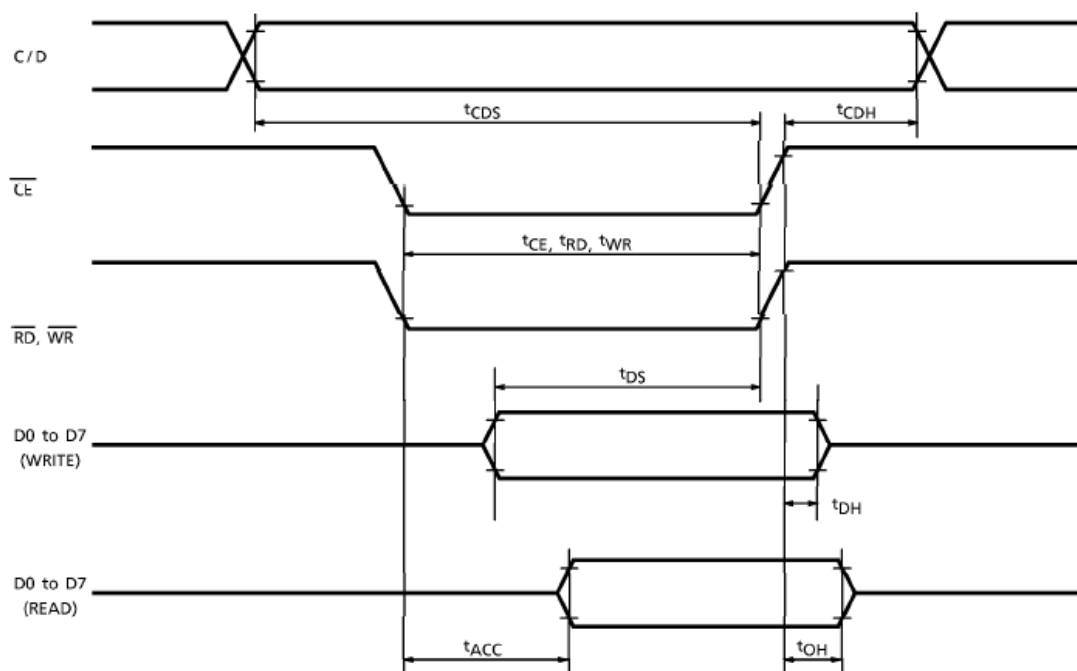 C/D
tCDS
tCDH
CE
tCE, tRD, tWR
RD, WR
tDS
D0 to D7
(WRITE)
tDH
D0 to D7
(READ)
tACC
tOH